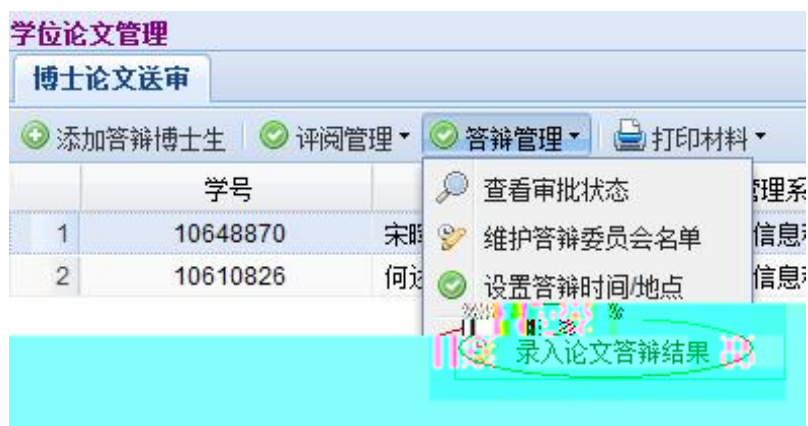 学位论文管理
博士论文送审
添加答辩博士生 评阅管理 答辩管理 打印材料
学号
查看审批状态
1 10648870 宋 信息
维护答辩委员会名单
2 10610826 何 信息
设置答辩时间/地点
录入论文答辩结果